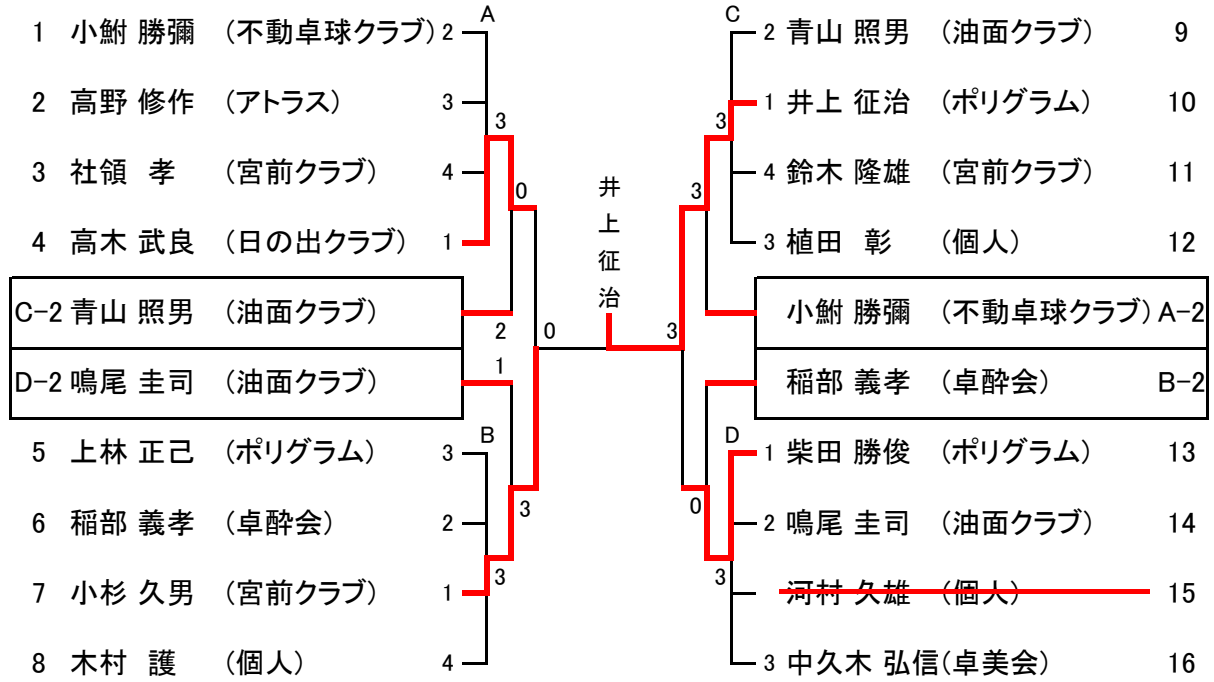 A
C
1 小鮒 勝彌 (不動卓球クラブ) 2
2 青山 照男 (油面クラブ) 9
2 高野 修作 (アトラス) 3
1 井上 征治 (ポリグラム) 10
3
3
3 社領 孝 (宮前クラブ) 4
4 鈴木 隆雄 (宮前クラブ) 11
0
3
井上征治
4 高木 武良 (日の出クラブ) 1
3 植田 彰 (個人) 12
C-2 青山 照男 (油面クラブ)
小鮒 勝彌 (不動卓球クラブ) A-2
2
0
3
1
D-2 鳴尾 圭司 (油面クラブ)
稲部 義孝 (卓酔会) B-2
B
D
5 上林 正己 (ポリグラム) 3
1 柴田 勝俊 (ポリグラム) 13
3
0
6 稲部 義孝 (卓酔会) 2
2 鳴尾 圭司 (油面クラブ) 14
3
3
7 小杉 久男 (宮前クラブ) 1
河村 久雄 (個人) 15
8 木村 護 (個人) 4
3 中久木 弘信(卓美会) 16